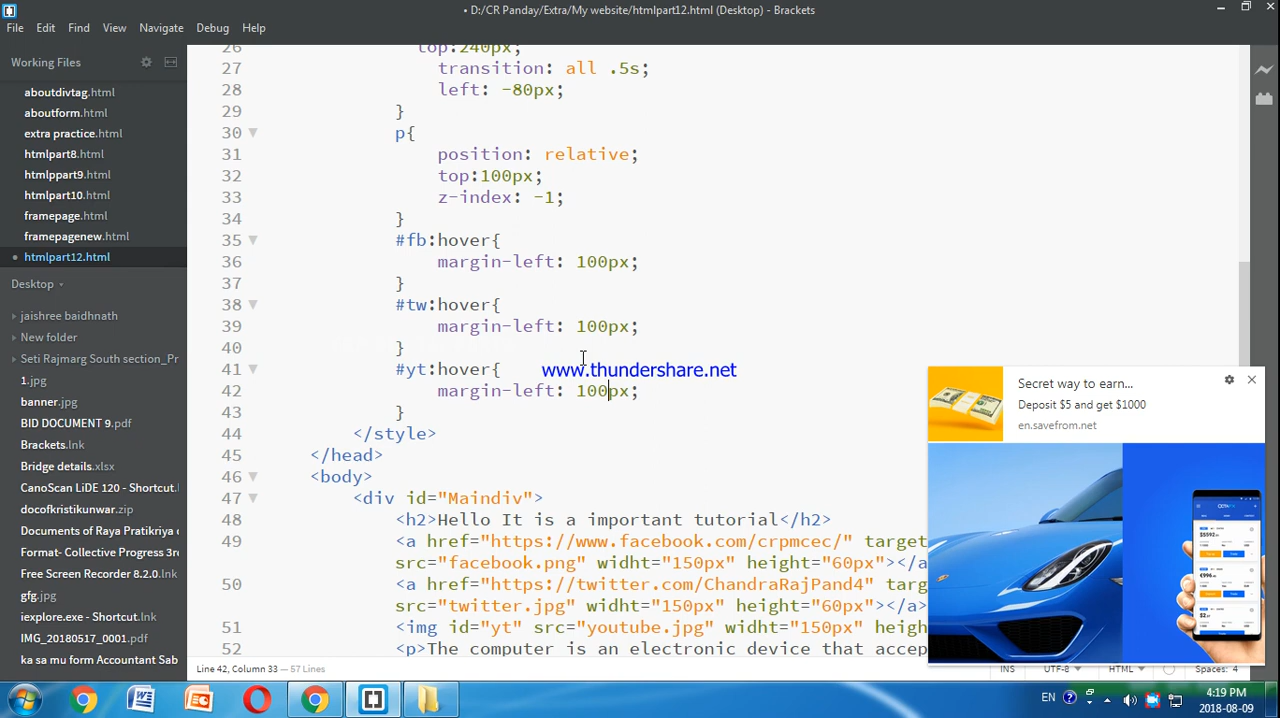 • D:/CR Panday/Extra/My website/htmlpart12.html (Desktop) - Brackets
File Edit Find View Navigate Debug Help
Working Files
aboutdivtag.html
aboutform.html
extra practice.html
htmlpart8.html
htmlppart9.html
htmlpart10.html
framepage.html
framepagenew.html
htmlpart12.html
Desktop
jaishree baidhnath
New folder
Seti Rajmarg South section_Pr
1.jpg
banner.jpg
BID DOCUMENT 9.pdf
Brackets.lnk
Bridge details.xlsx
CanoScan LiDE 120 - Shortcut.l
docofkristikunwar.zip
Documents of Raya Pratikriya c
Format- Collective Progress 3rc
Free Screen Recorder 8.2.0.lnk
gfs.jpg
iexplore.exe - Shortcut.lnk
IMG_20180517_0001.pdf
ka sa mu form Accountant Sab
26 top:240px;
27 transition: all .5s;
28 left: -80px;
29 }
30 p{
31 position: relative;
32 top:100px;
33 z-index: -1;
34 }
35 #fb:hover{
36 margin-left: 100px;
37 }
38 #tw:hover{
39 margin-left: 100px;
40 }
41 #yt:hover{
www.thundershare.net
42 margin-left: 100px;
43 }
44 </style>
45 </head>
46 <body>
47 <div id="Maindiv">
48 <h2>Hello It is a important tutorial</h2>
49 <a href="https://www.facebook.com/crpmcec/" target
src="facebook.png" widht="150px" height="60px"></a
50 <a href="https://twitter.com/ChandraRajPand4" targ
src="twitter.jpg" widht="150px" height="60px"></a>
51 <img id="yt" src="youtube.jpg" widht="150px" heigh
52 <p>The computer is an electronic device that accep
Secret way to earn...
Deposit $5 and get $1000
en.savefrom.net
Line 42, Column 33 — 57 Lines
INS UTF-8 HTML Spaces: 4
EN
4:19 PM
2018-08-09